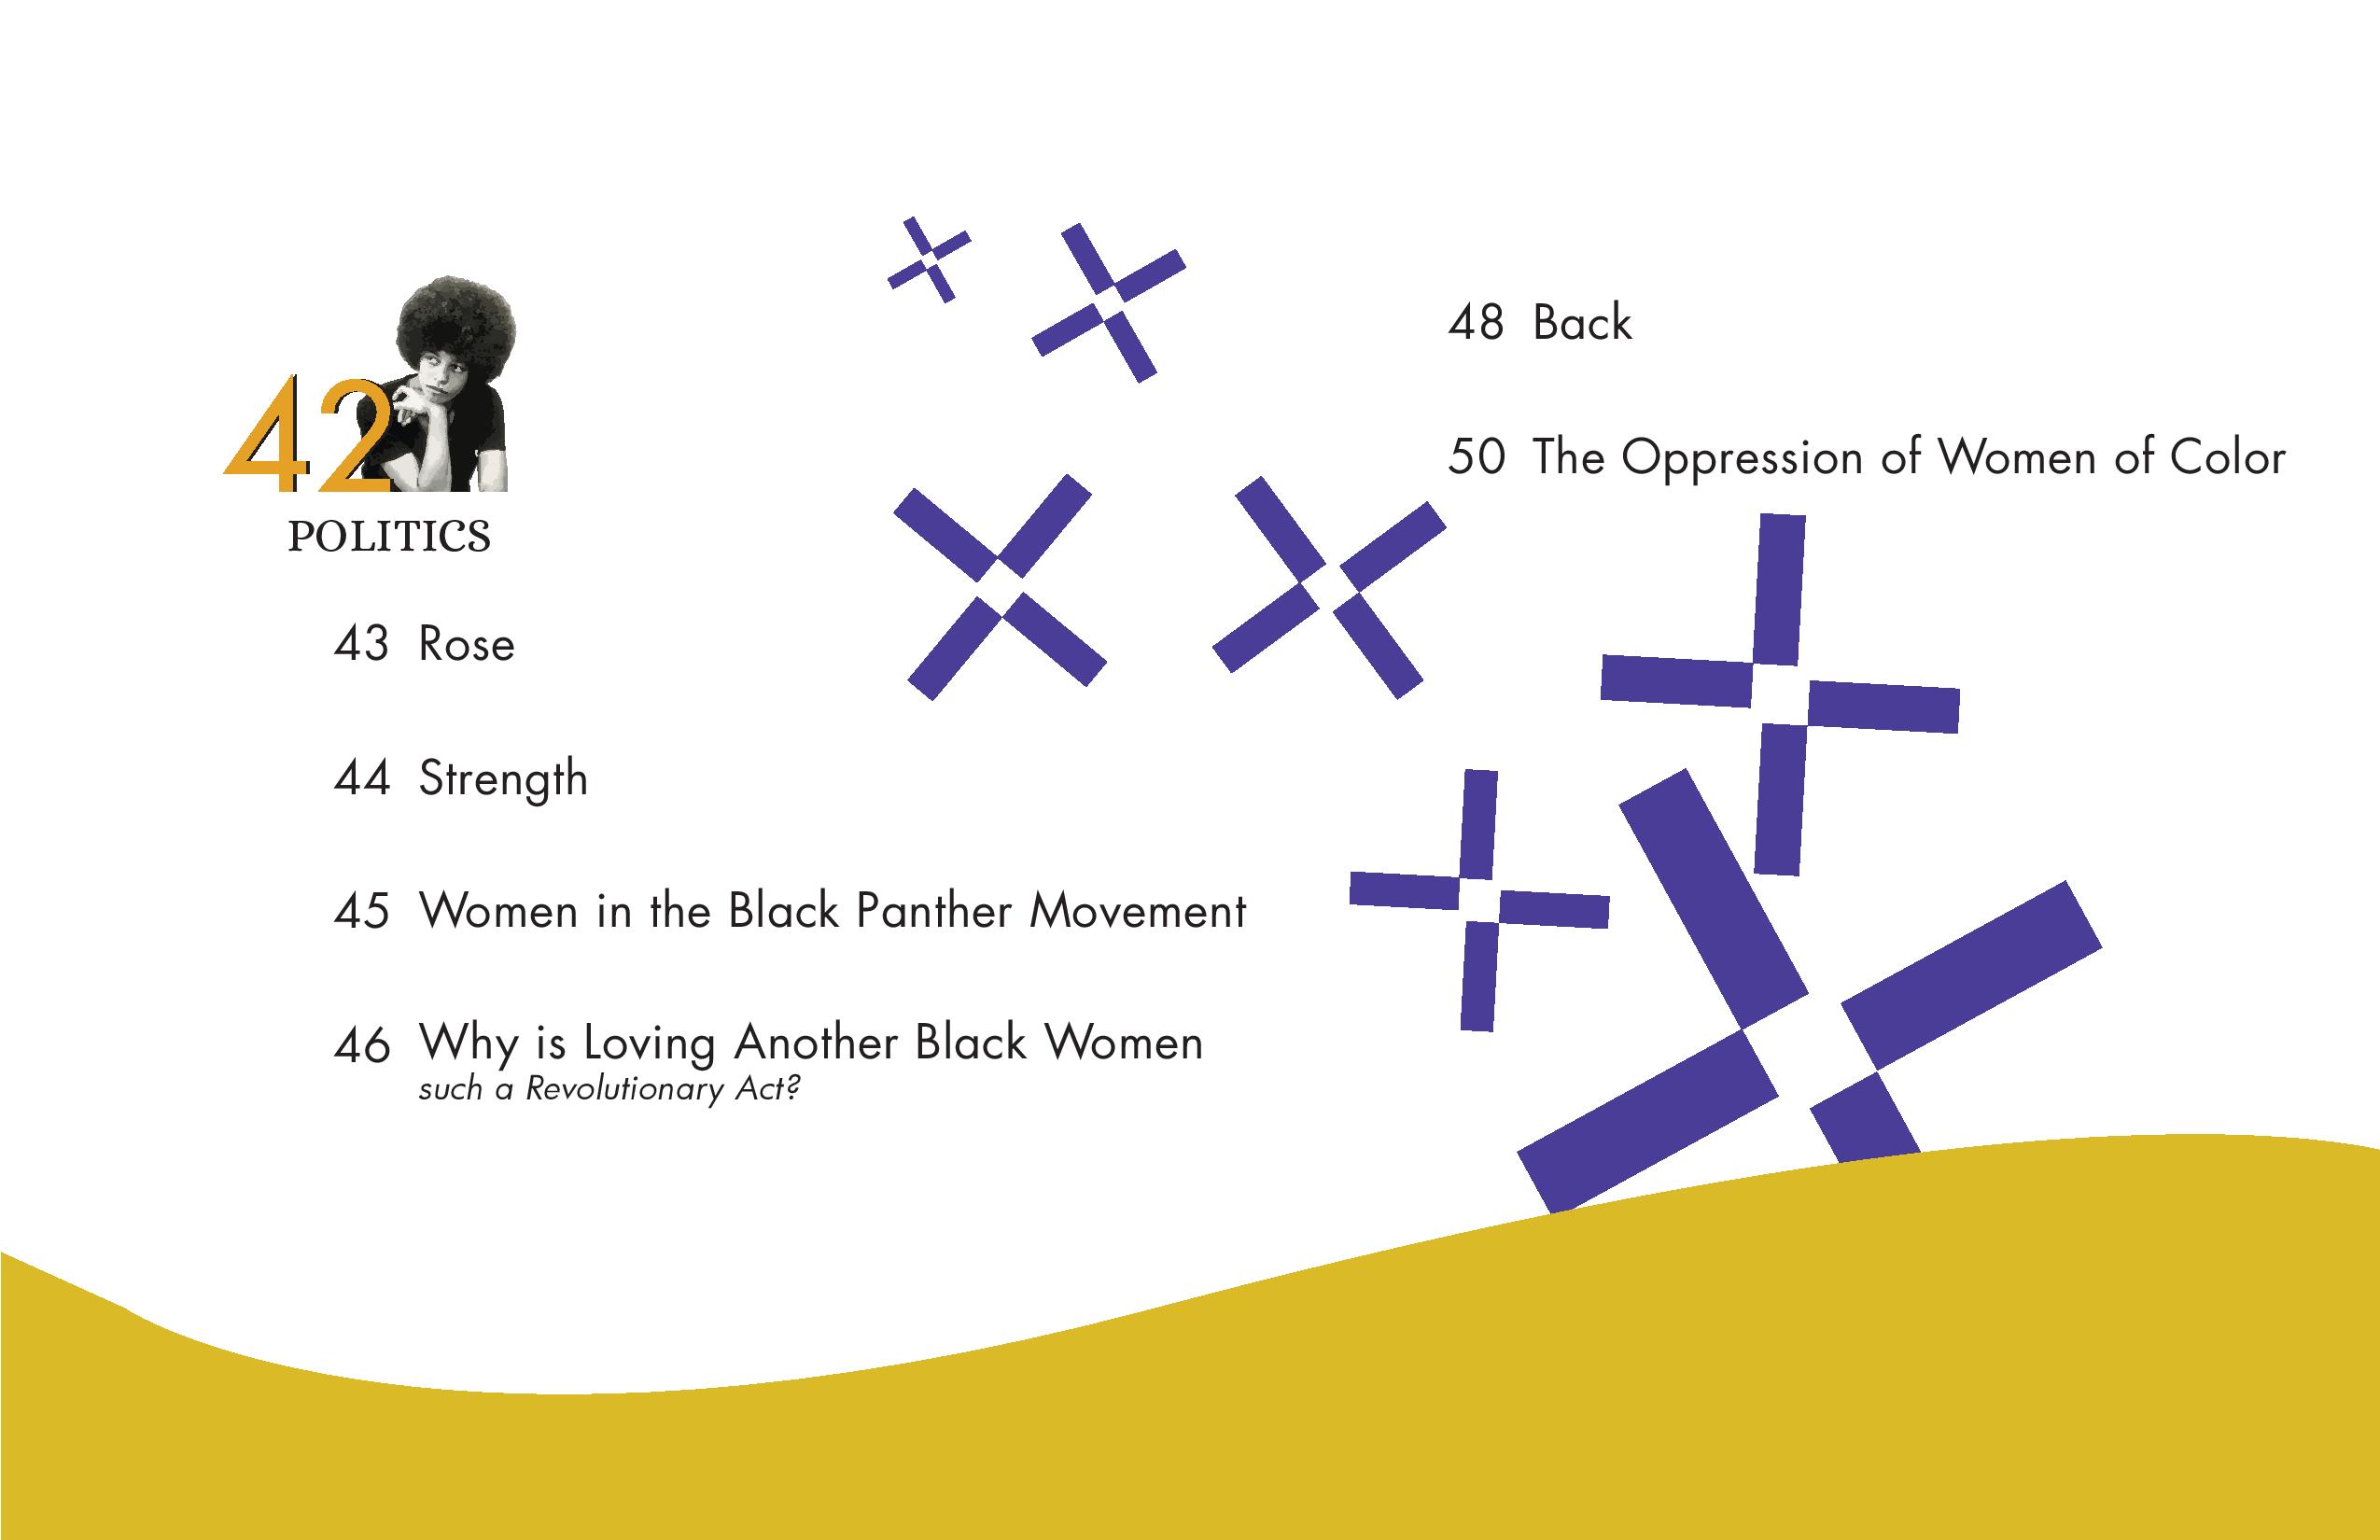 42
POLITICS
43 Rose
44 Strength
45 Women in the Black Panther Movement
46 Why is Loving Another Black Women
such a Revolutionary Act?
48 Back
50 The Oppression of Women of Color